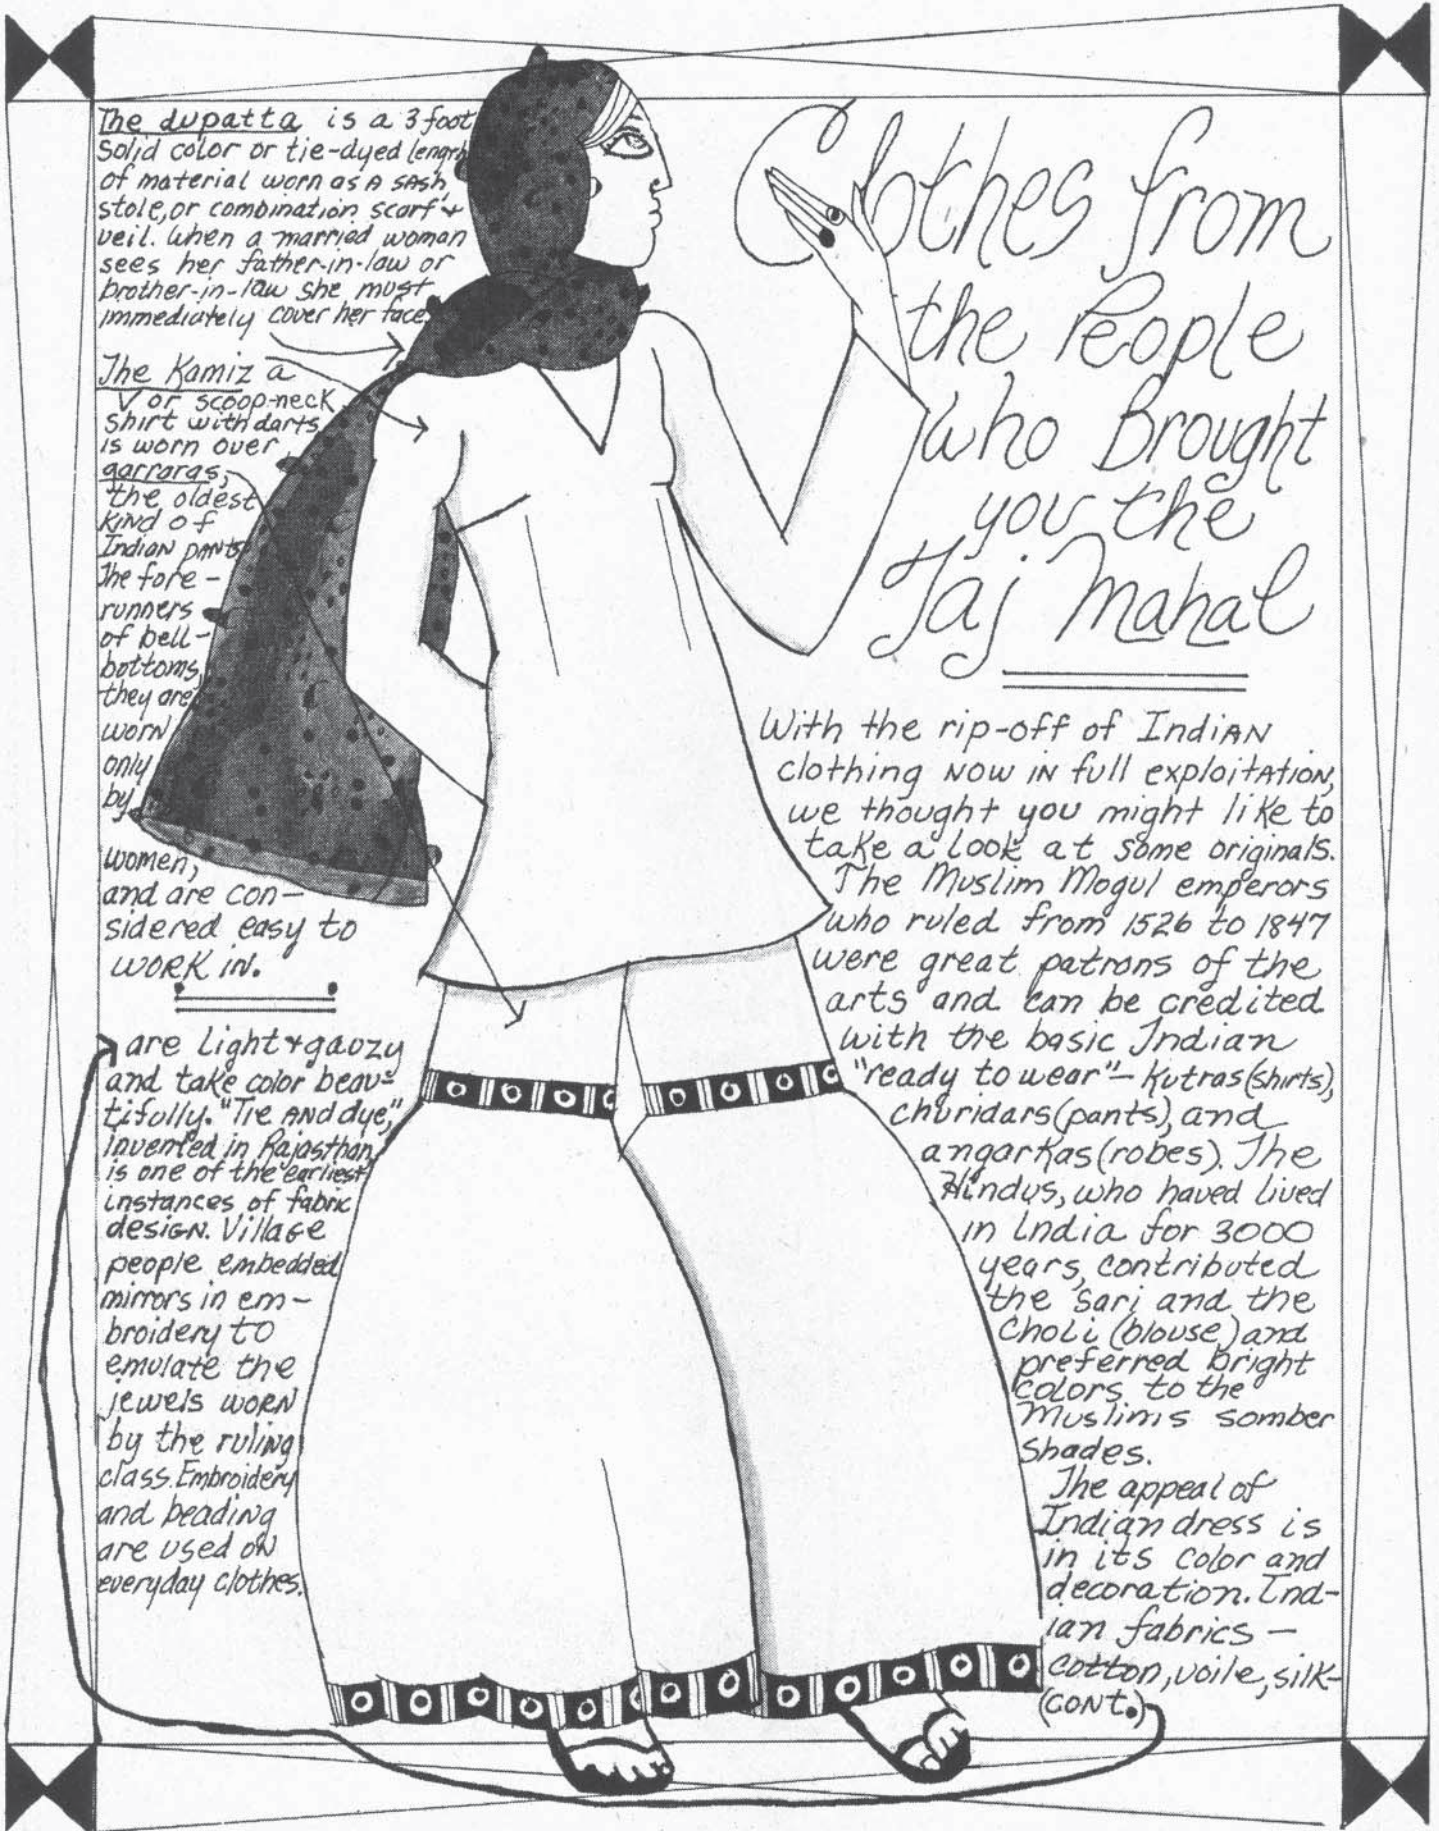 Clothes from
the People
who Brought
you the
Taj Mahal
The dupatta is a 3 foot
solid color or tie-dyed length
of material worn as a sash,
stole, or combination scarf +
veil. When a married woman
sees her father-in-law or
brother-in-law she must
immediately cover her face.
The Kamiz a
V or scoop-neck
shirt with darts
is worn over
garraras,
the oldest
kind of
Indian pants
The fore-
runners
of bell-
bottoms,
they are
worn
only
by
women,
and are con-
sidered easy to
work in.
With the rip-off of Indian
clothing now in full exploitation,
we thought you might like to
take a look at some originals.
The Muslim Mogul emperors
who ruled from 1526 to 1847
were great patrons of the
arts and can be credited
with the basic Indian
"ready to wear"— Kutras (shirts),
churidars (pants), and
angarkas (robes). The
Hindus, who haved lived
in India for 3000
years, contributed
the sari and the
choli (blouse) and
preferred bright
colors to the
Muslims somber
shades.
The appeal of
Indian dress is
in its color and
decoration. Ind-
ian fabrics —
cotton, voile, silk-
(cont.)
are light + gauzy
and take color beau-
tifully. "Tie and dye,"
invented in Rajasthan,
is one of the earliest
instances of fabric
design. Village
people embedded
mirrors in em-
broidery to
emulate the
jewels worn
by the ruling
class. Embroidery
and beading
are used on
everyday clothes.